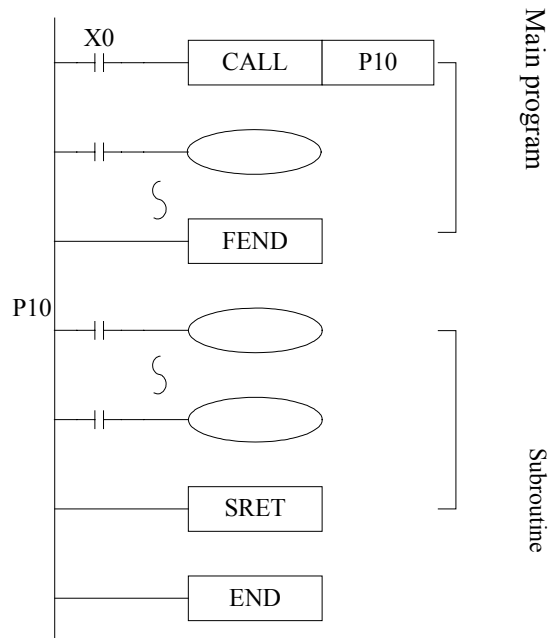 X0
CALL P10
Main program
FEND
P10
SRET
Subroutine
END